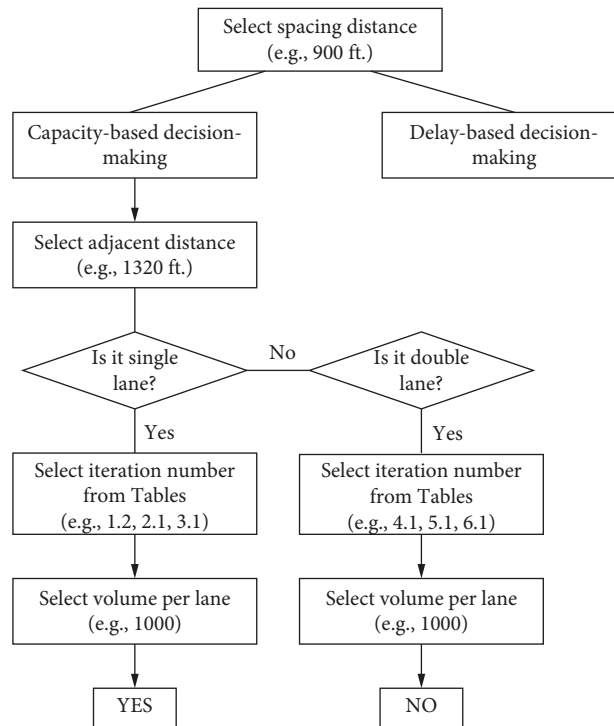 Select spacing distance
(e.g., 900 ft.)
Capacity-based decision-
making
Delay-based decision-
making
Select adjacent distance
(e.g., 1320 ft.)
Is it single
lane?
No
Is it double
lane?
Yes
Yes
Select iteration number
from Tables
(e.g., 1.2, 2.1, 3.1)
Select iteration number
from Tables
(e.g., 4.1, 5.1, 6.1)
Select volume per lane
(e.g., 1000)
Select volume per lane
(e.g., 1000)
YES
NO